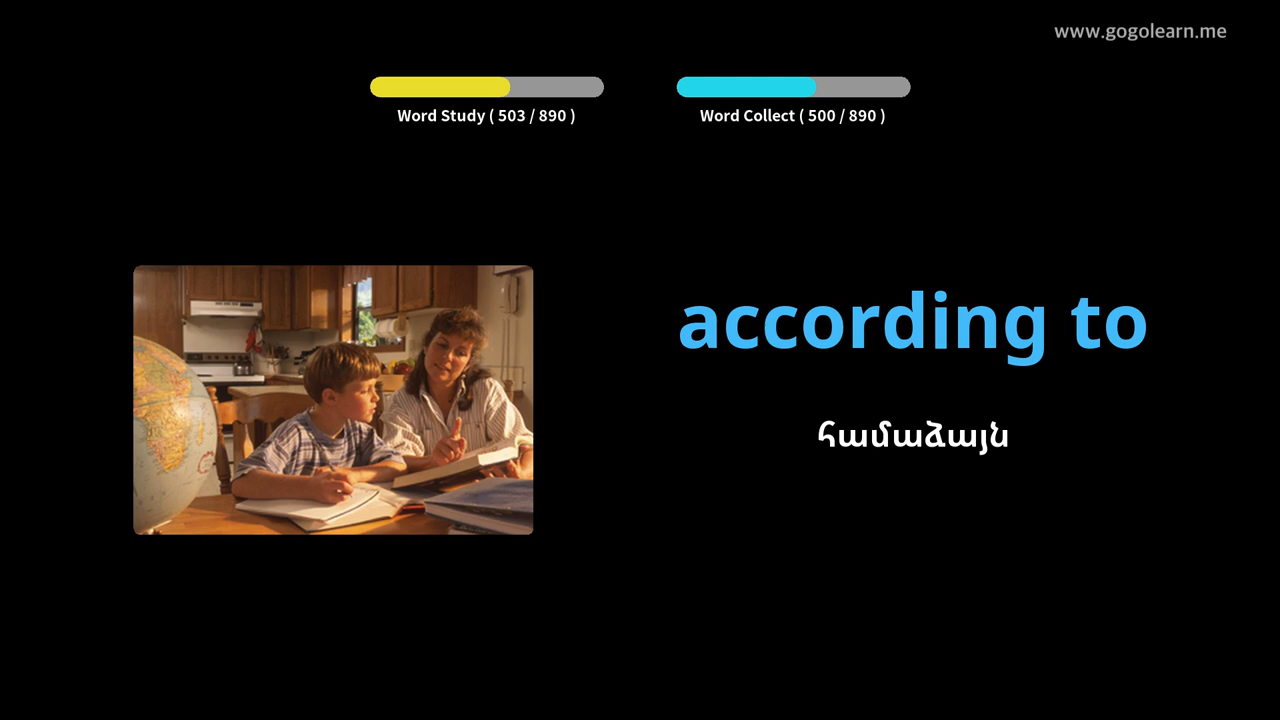 www.gogolearn.me
Word Study ( 503 / 890 )
Word Collect ( 500 / 890 )
according to
համաձայն